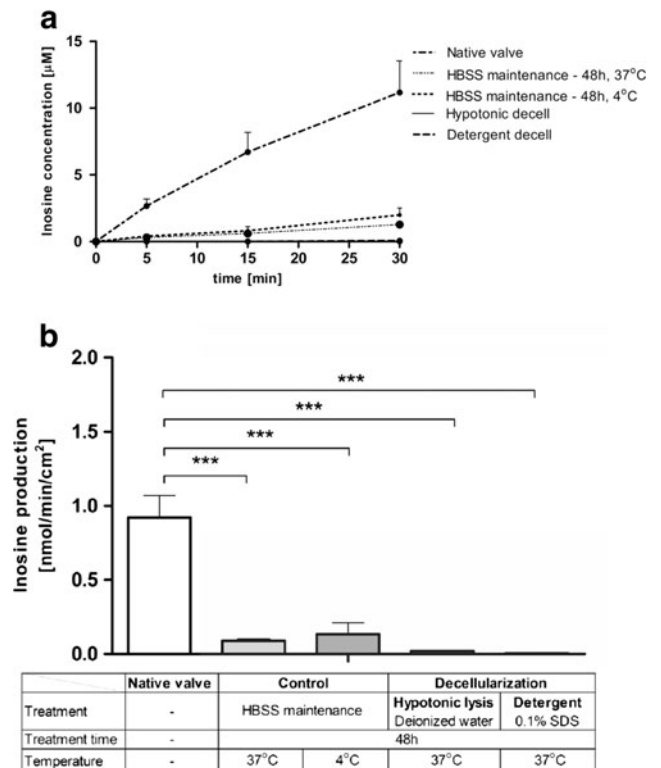 a
Inosine concentration [µM]
15
10
5
0
0 5 10 15 20 25 30
time [min]
Native valve
HBSS maintenance - 48h, 37°C
HBSS maintenance - 48h, 4°C
Hypotonic decell
Detergent decell
b
Inosine production
[nmol/min/cm²]
2.0
1.5
1.0
0.5
0.0
***
***
***
***
Native valve Control Decellularization
Treatment - HBSS maintenance Hypotonic lysis Deionized water Detergent 0.1% SDS
Treatment time - 48h
Temperature - 37°C 4°C 37°C 37°C